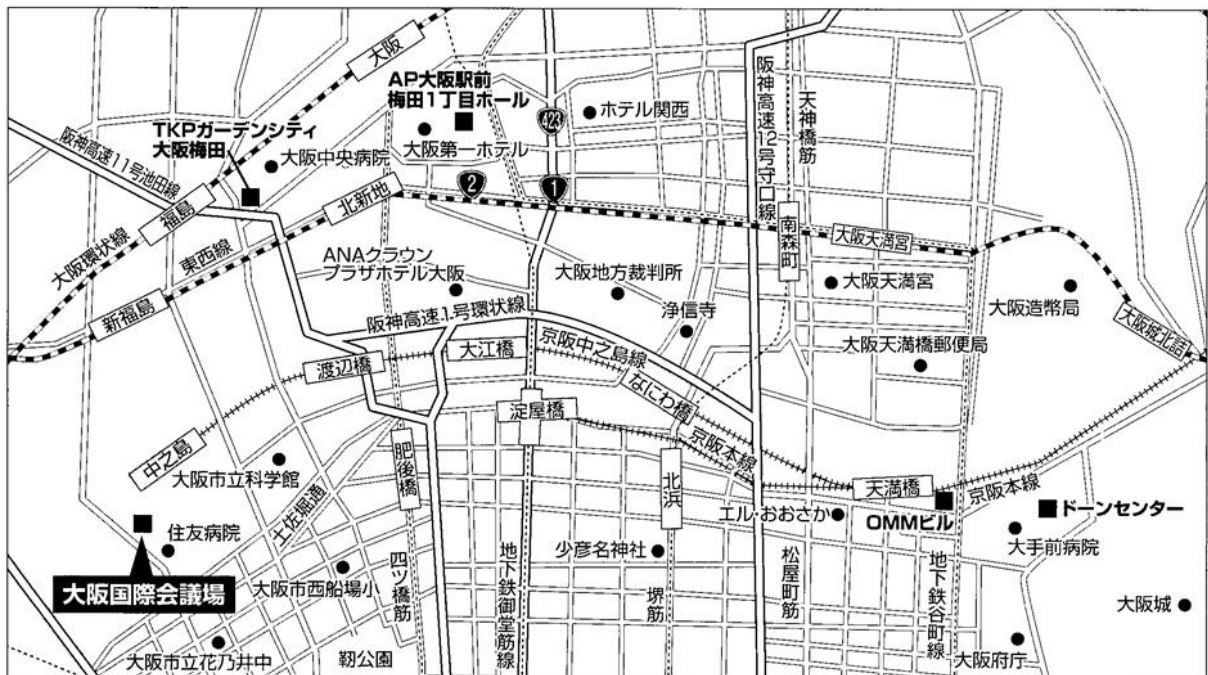 大阪
AP大阪駅前
梅田1丁目ホール
423
ホテル関西
阪神高速12号守口線
天神橋筋
TKPガーデンシティ
大阪梅田
阪神高速11号池田線
大阪中央病院
大阪第一ホテル
2
1
福島
北新地
大阪環状線
東西線
南森町
大阪天満宮
新福島
ANAクラウン
プラザホテル大阪
大阪地方裁判所
大阪天満宮
大阪造幣局
浄信寺
阪神高速1号環状線
大阪城北詰
京阪中之島線
大江橋
渡辺橋
大阪天満橋郵便局
なにわ橋
淀屋橋
中之島
肥後橋
京阪本線
大阪市立科学館
北浜
天満橋
京阪本線
土佐堀通
エル・おおさか
OMMビル
ドーンセンター
大手前病院
住友病院
大阪国際会議場
大阪市西船場小
四ツ橋筋
地下鉄御堂筋線
少彦名神社
堺筋
松屋町筋
地下鉄谷町線
大阪城
大阪市立花乃井中
靭公園
大阪府庁